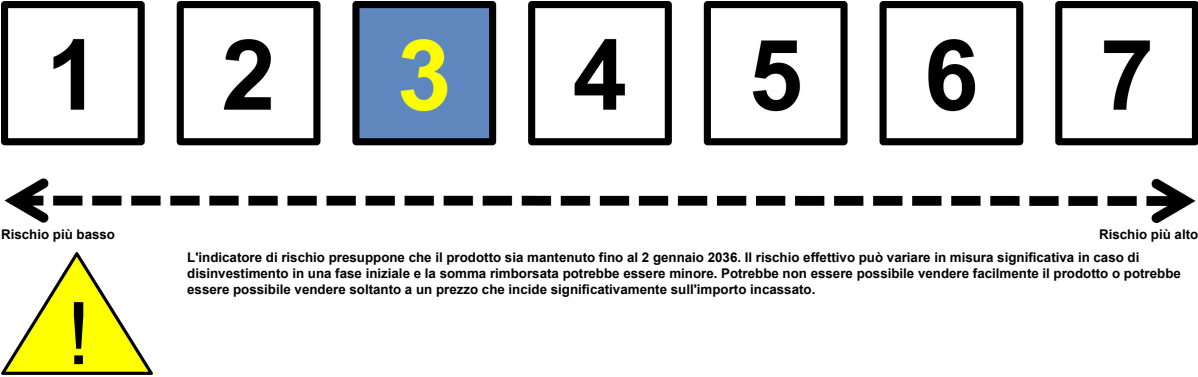 1 2 3 4 5 6 7
Rischio più basso Rischio più alto
L'indicatore di rischio presuppone che il prodotto sia mantenuto fino al 2 gennaio 2036. Il rischio effettivo può variare in misura significativa in caso di
disinvestimento in una fase iniziale e la somma rimborsata potrebbe essere minore. Potrebbe non essere possibile vendere facilmente il prodotto o potrebbe
essere possibile vendere soltanto a un prezzo che incide significativamente sull'importo incassato.
!